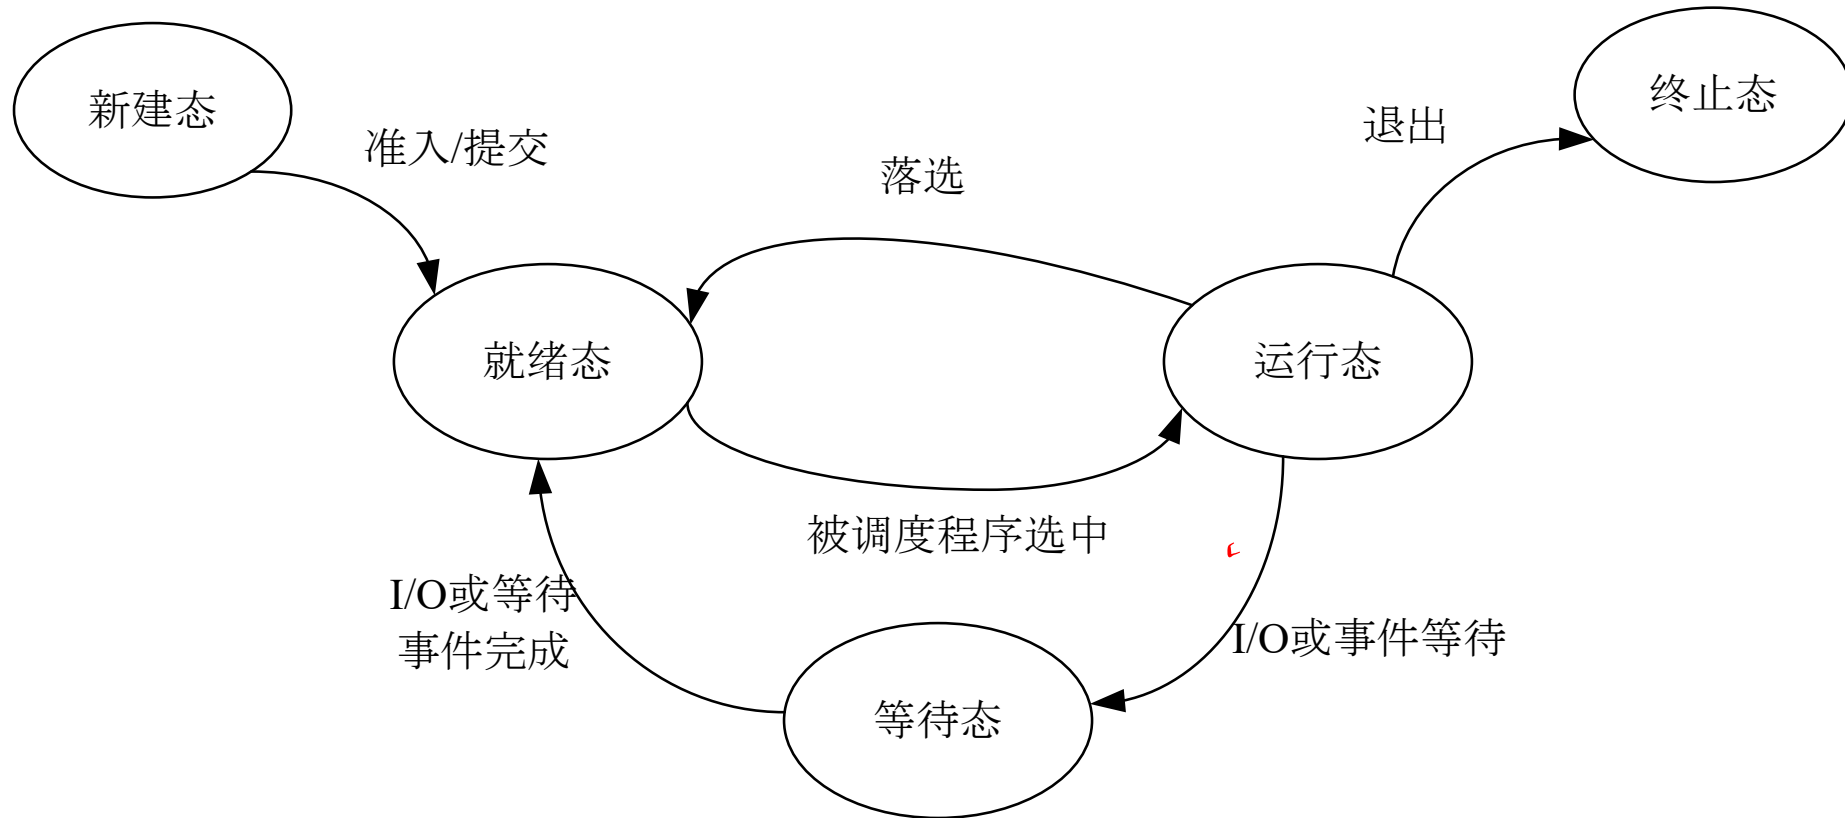 新建态
终止态
准入/提交
退出
落选
就绪态
运行态
被调度程序选中
I/O或等待
事件完成
I/O或事件等待
等待态